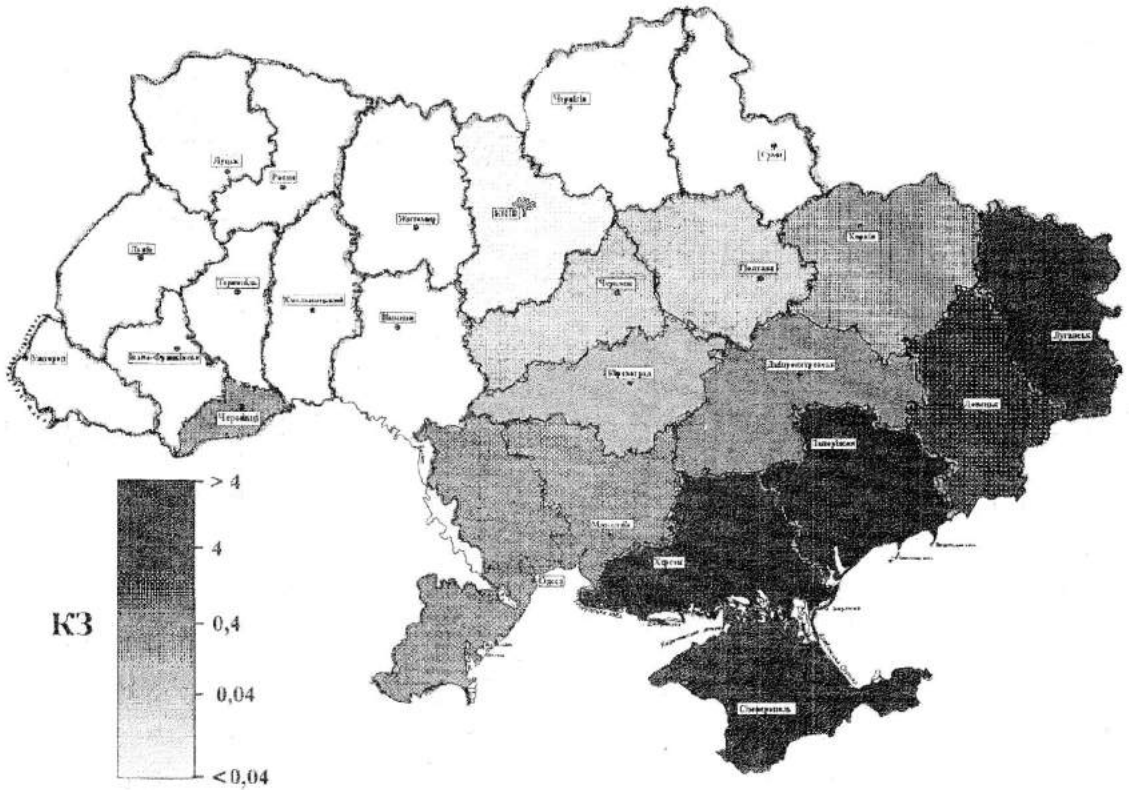 Чернігів
Суми
Луцьк
Рівне
КИЇВ
Житомир
Харків
Львів
Полтава
Тернопіль
Черкаси
Хмельницький
Вінниця
Луганськ
Ужгород
Івано-Франківськ
Дніпропетровськ
Кіровоград
Донецьк
Чернівці
Запоріжжя
> 4
Миколаїв
4
Херсон
Одеса
КЗ
0,4
0,04
Сімферополь
<0,04